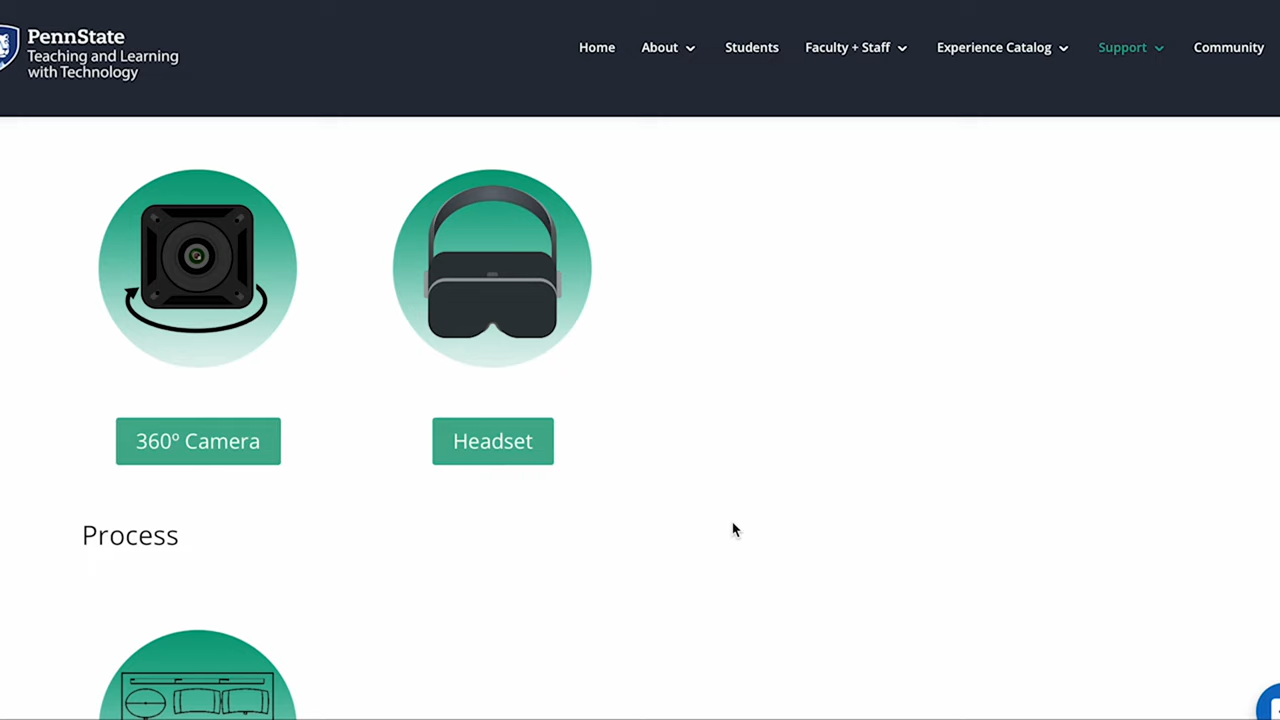 PennState
Teaching and Learning
with Technology
Home About Students Faculty + Staff Experience Catalog Support Community
360º Camera Headset
Process